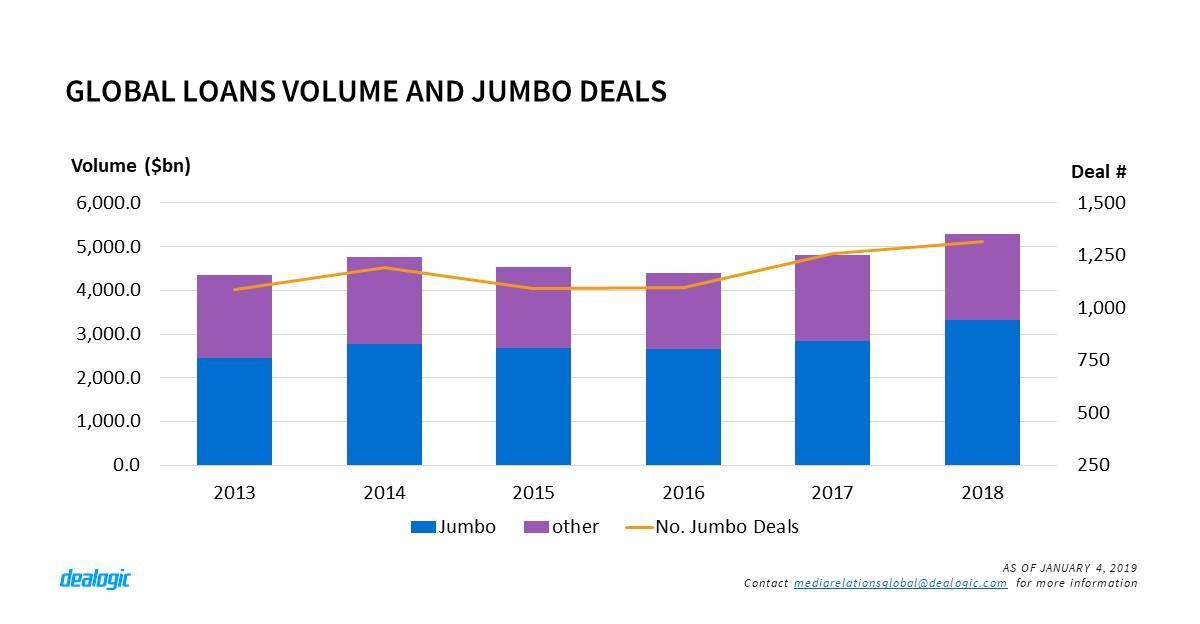 GLOBAL LOANS VOLUME AND JUMBO DEALS
Volume ($bn)
Deal #
6,000.0
5,000.0
4,000.0
3,000.0
2,000.0
1,000.0
0.0
1,500
1,250
1,000
750
500
250
2013 2014 2015 2016 2017 2018
Jumbo other No. Jumbo Deals
dealogic
AS OF JANUARY 4, 2019
Contact mediarelationsglobal@dealogic.com for more information